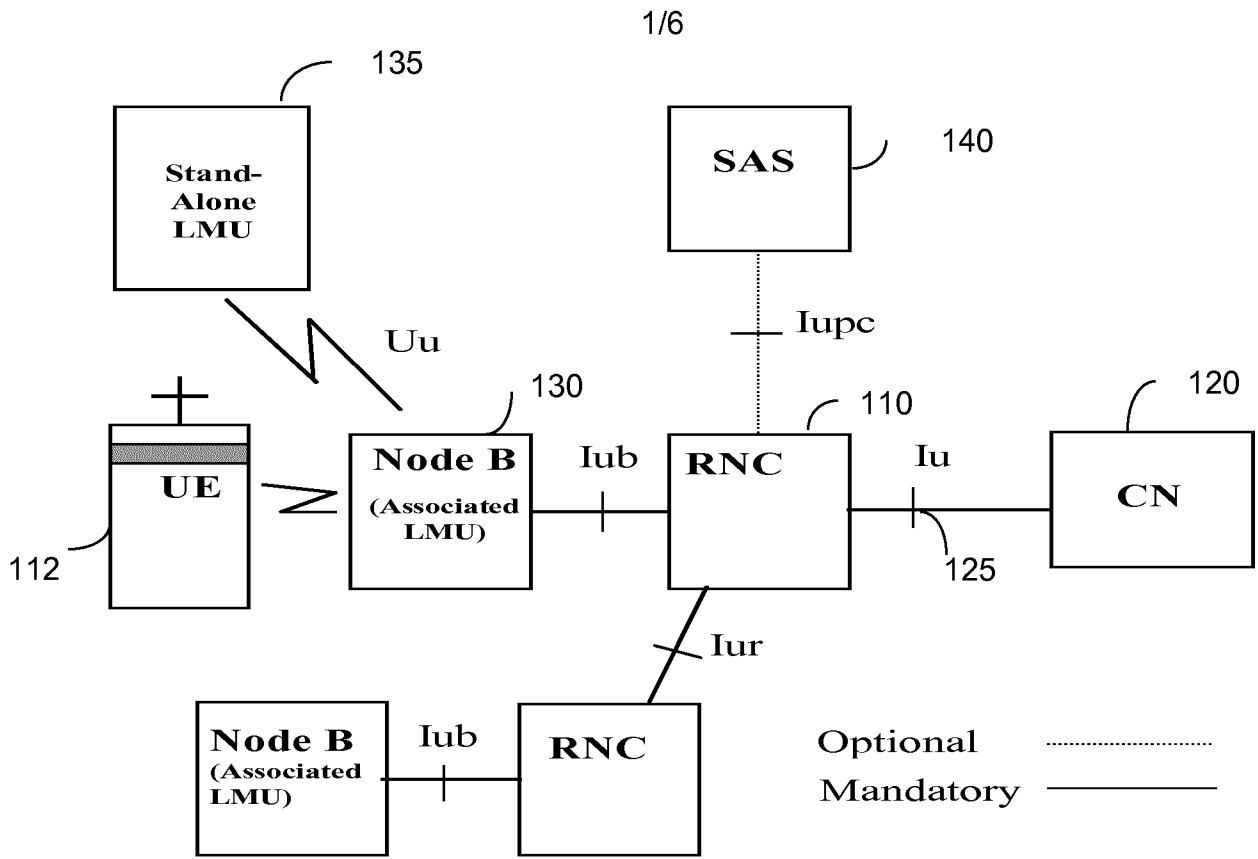 1/6
135
Stand-
Alone
LMU
SAS
140
Iupc
Uu
130
110
120
UE
Node B
(Associated
LMU)
Iub
RNC
Iu
CN
112
125
Iur
Node B
(Associated
LMU)
Iub
RNC
Optional
Mandatory